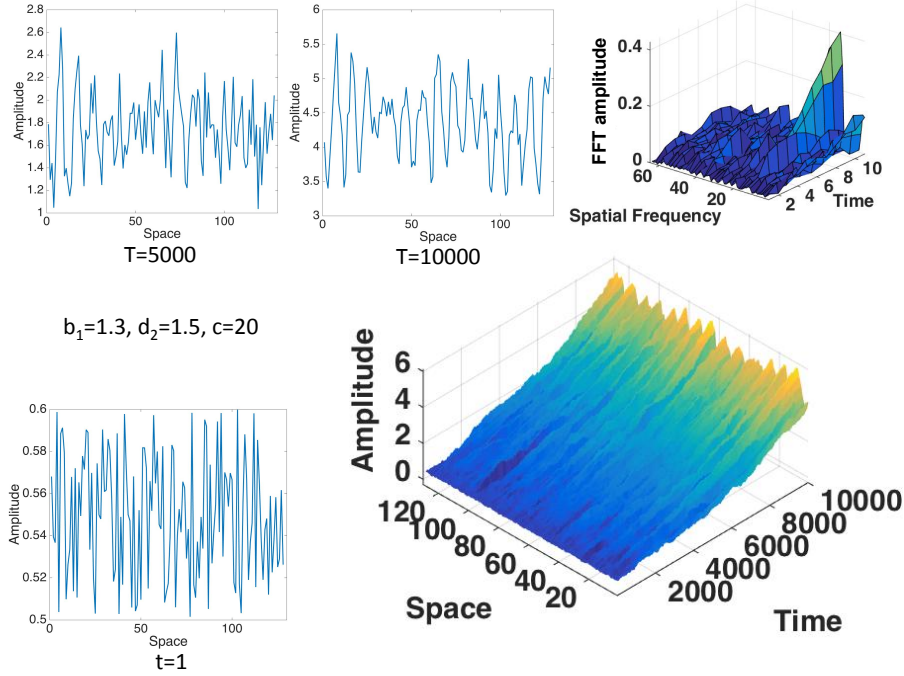 2.8
2.6
2.4
2.2
2
1.8
1.6
1.4
1.2
1
Amplitude
0 50 100
Space
T=5000
6
5.5
5
4.5
4
3.5
3
Amplitude
0 50 100
Space
T=10000
0.4
0.2
0
FFT amplitude
60 40 20
Spatial Frequency
2 4 6 8 10
Time
b₁=1.3, d₂=1.5, c=20
0.6
0.58
0.56
0.54
0.52
0.5
Amplitude
0 50 100
Space
t=1
6
4
2
0
Amplitude
120 100 80 60 40 20
Space
2000 4000 6000 8000 10000
Time